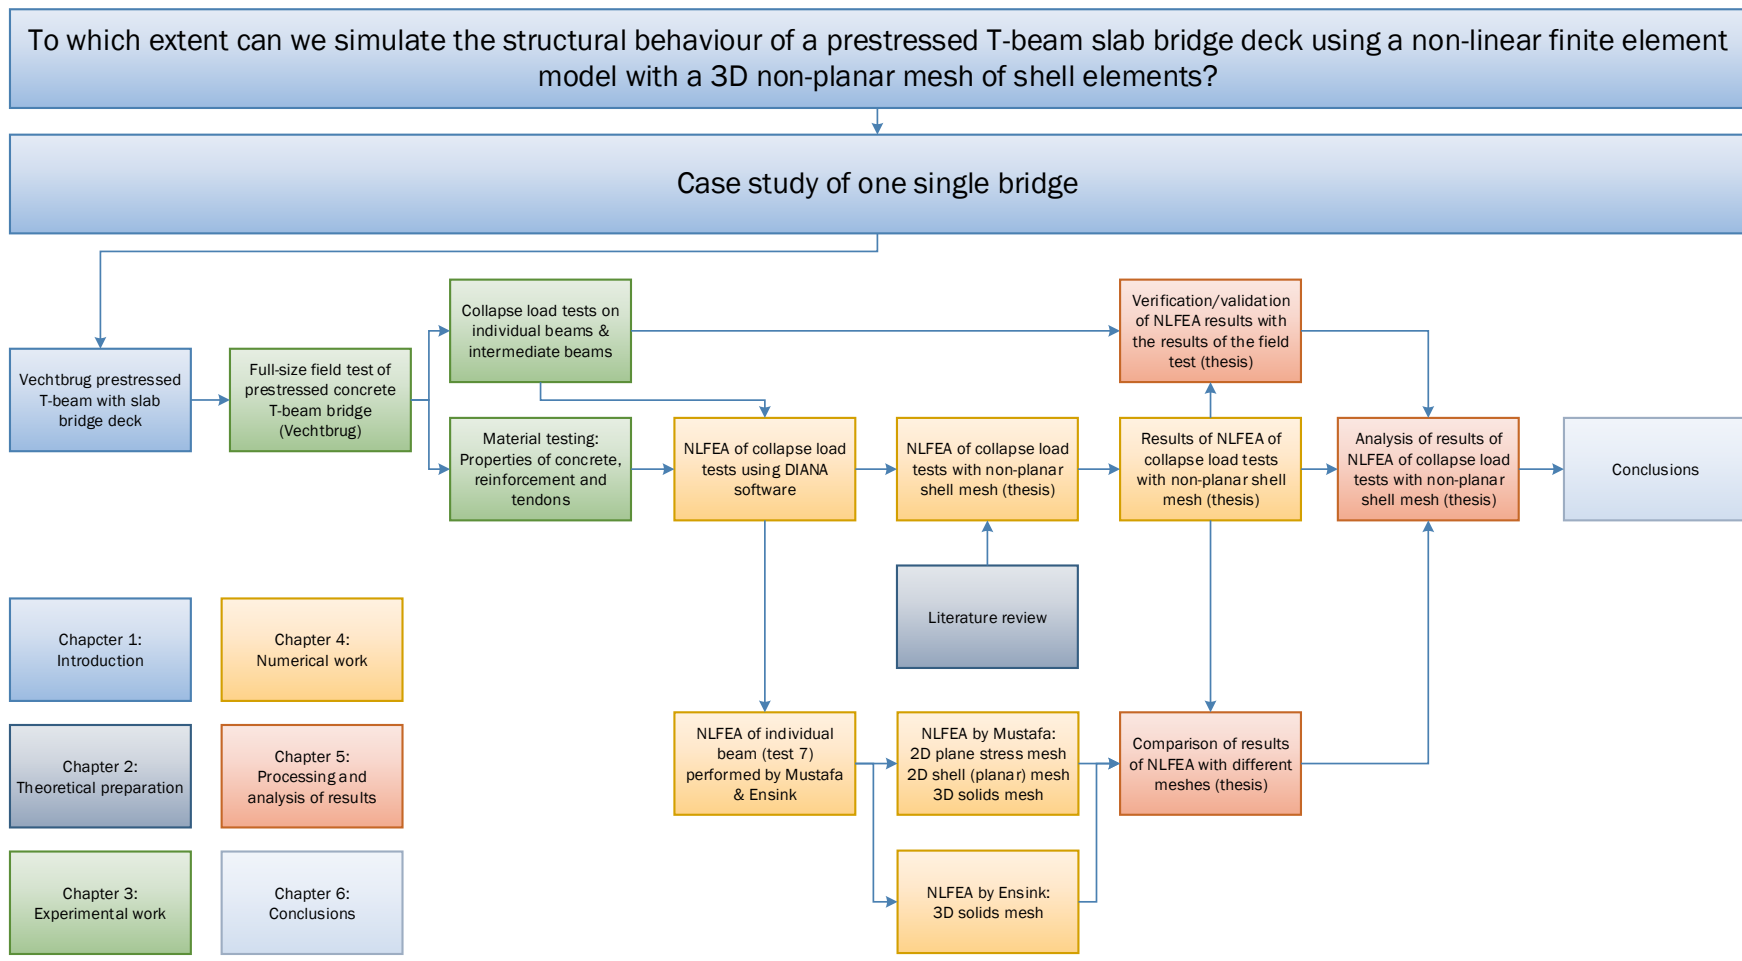 To which extent can we simulate the structural behaviour of a prestressed T-beam slab bridge deck using a non-linear finite element
model with a 3D non-planar mesh of shell elements?
Case study of one single bridge
Vechtbrug prestressed
T-beam with slab
bridge deck
Full-size field test of
prestressed concrete
T-beam bridge
(Vechtbrug)
Collapse load tests on
individual beams &
intermediate beams
Material testing:
Properties of concrete,
reinforcement and
tendons
NLFEA of collapse load
tests using DIANA
software
NLFEA of collapse load
tests with non-planar
shell mesh (thesis)
Verification/validation
of NLFEA results with
the results of the field
test (thesis)
Results of NLFEA of
collapse load tests
with non-planar shell
mesh (thesis)
Analysis of results of
NLFEA of collapse load
tests with non-planar
shell mesh (thesis)
Conclusions
Literature review
NLFEA of individual
beam (test 7)
performed by Mustafa
& Ensink
NLFEA by Mustafa:
2D plane stress mesh
2D shell (planar) mesh
3D solids mesh
Comparison of results
of NLFEA with different
meshes (thesis)
NLFEA by Ensink:
3D solids mesh
Chapcter 1:
Introduction
Chapter 4:
Numerical work
Chapter 2:
Theoretical preparation
Chapter 5:
Processing and
analysis of results
Chapter 3:
Experimental work
Chapter 6:
Conclusions